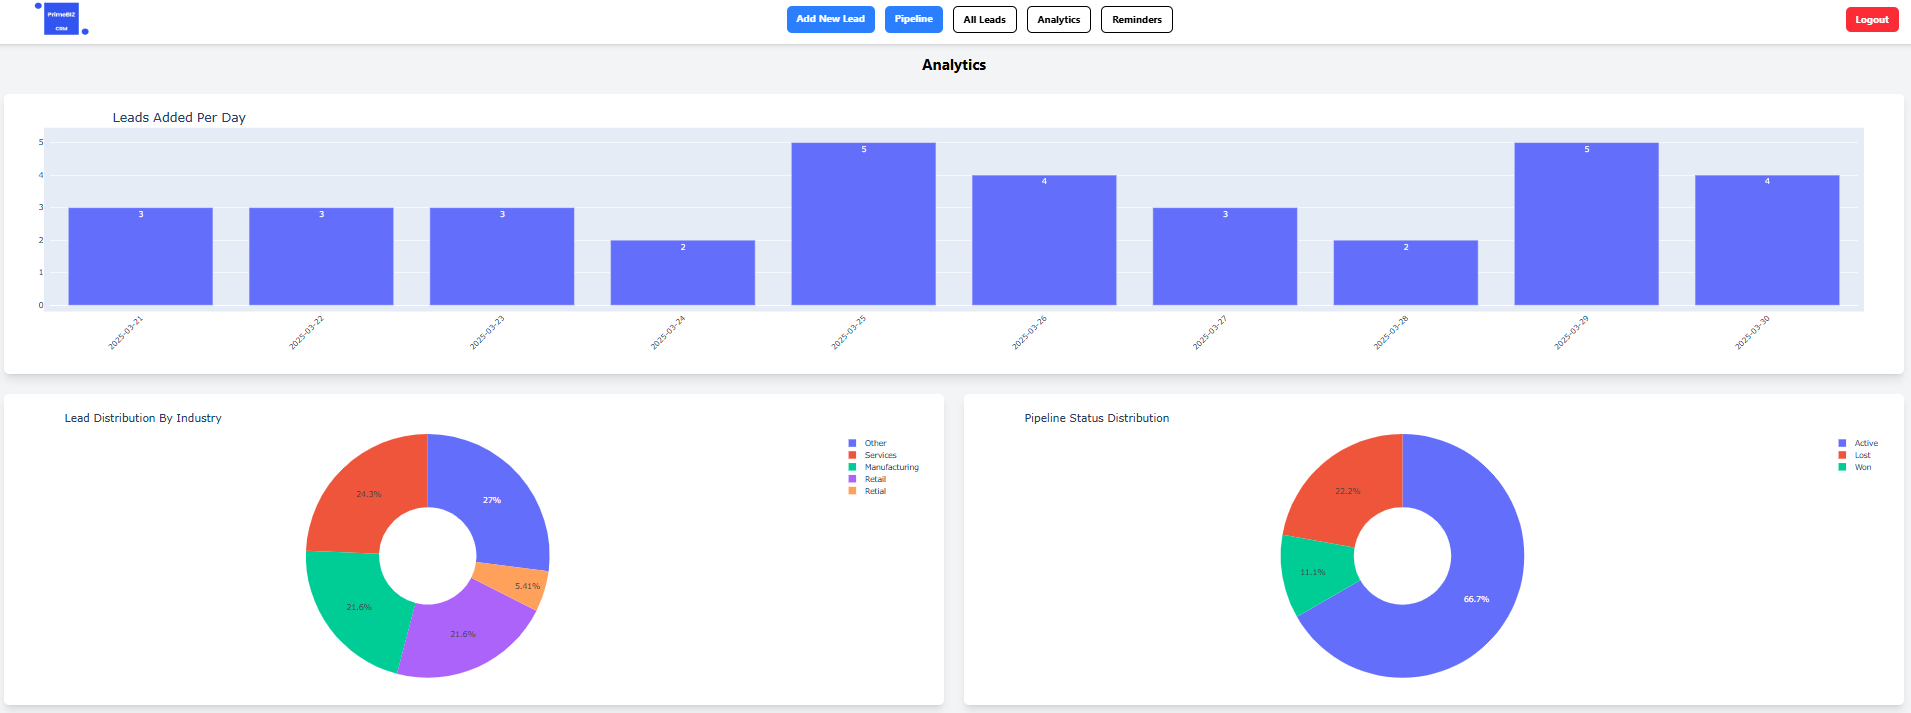 PrimeBIZ
CRM
Add New Lead
Pipeline
All Leads
Analytics
Reminders
Logout
Analytics
Leads Added Per Day
5
4
3
2
1
0
3
3
3
2
5
4
3
2
5
4
2025-03-21
2025-03-22
2025-03-23
2025-03-24
2025-03-25
2025-03-26
2025-03-27
2025-03-28
2025-03-29
2025-03-30
Lead Distribution By Industry
27%
24.3%
21.6%
21.6%
5.41%
Other
Services
Manufacturing
Retail
Retial
Pipeline Status Distribution
22.2%
11.1%
66.7%
Active
Lost
Won